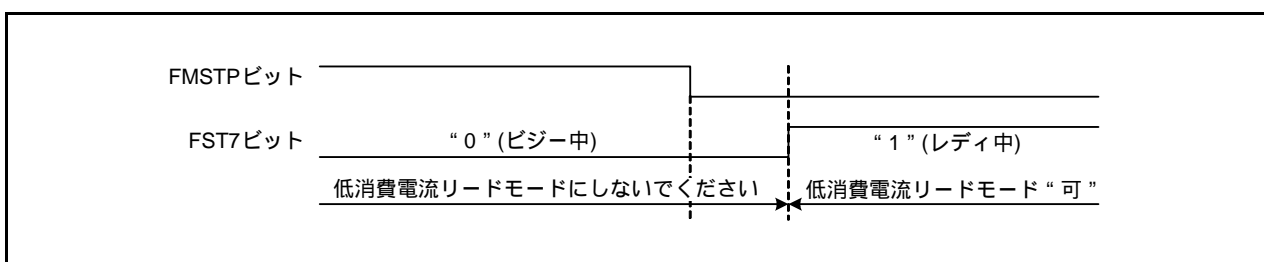 FMSTPビット
FST7ビット “ 0 ” (ビジー中) “ 1 ” (レディ中)
低消費電流リードモードにしないでください 低消費電流リードモード “ 可 ”